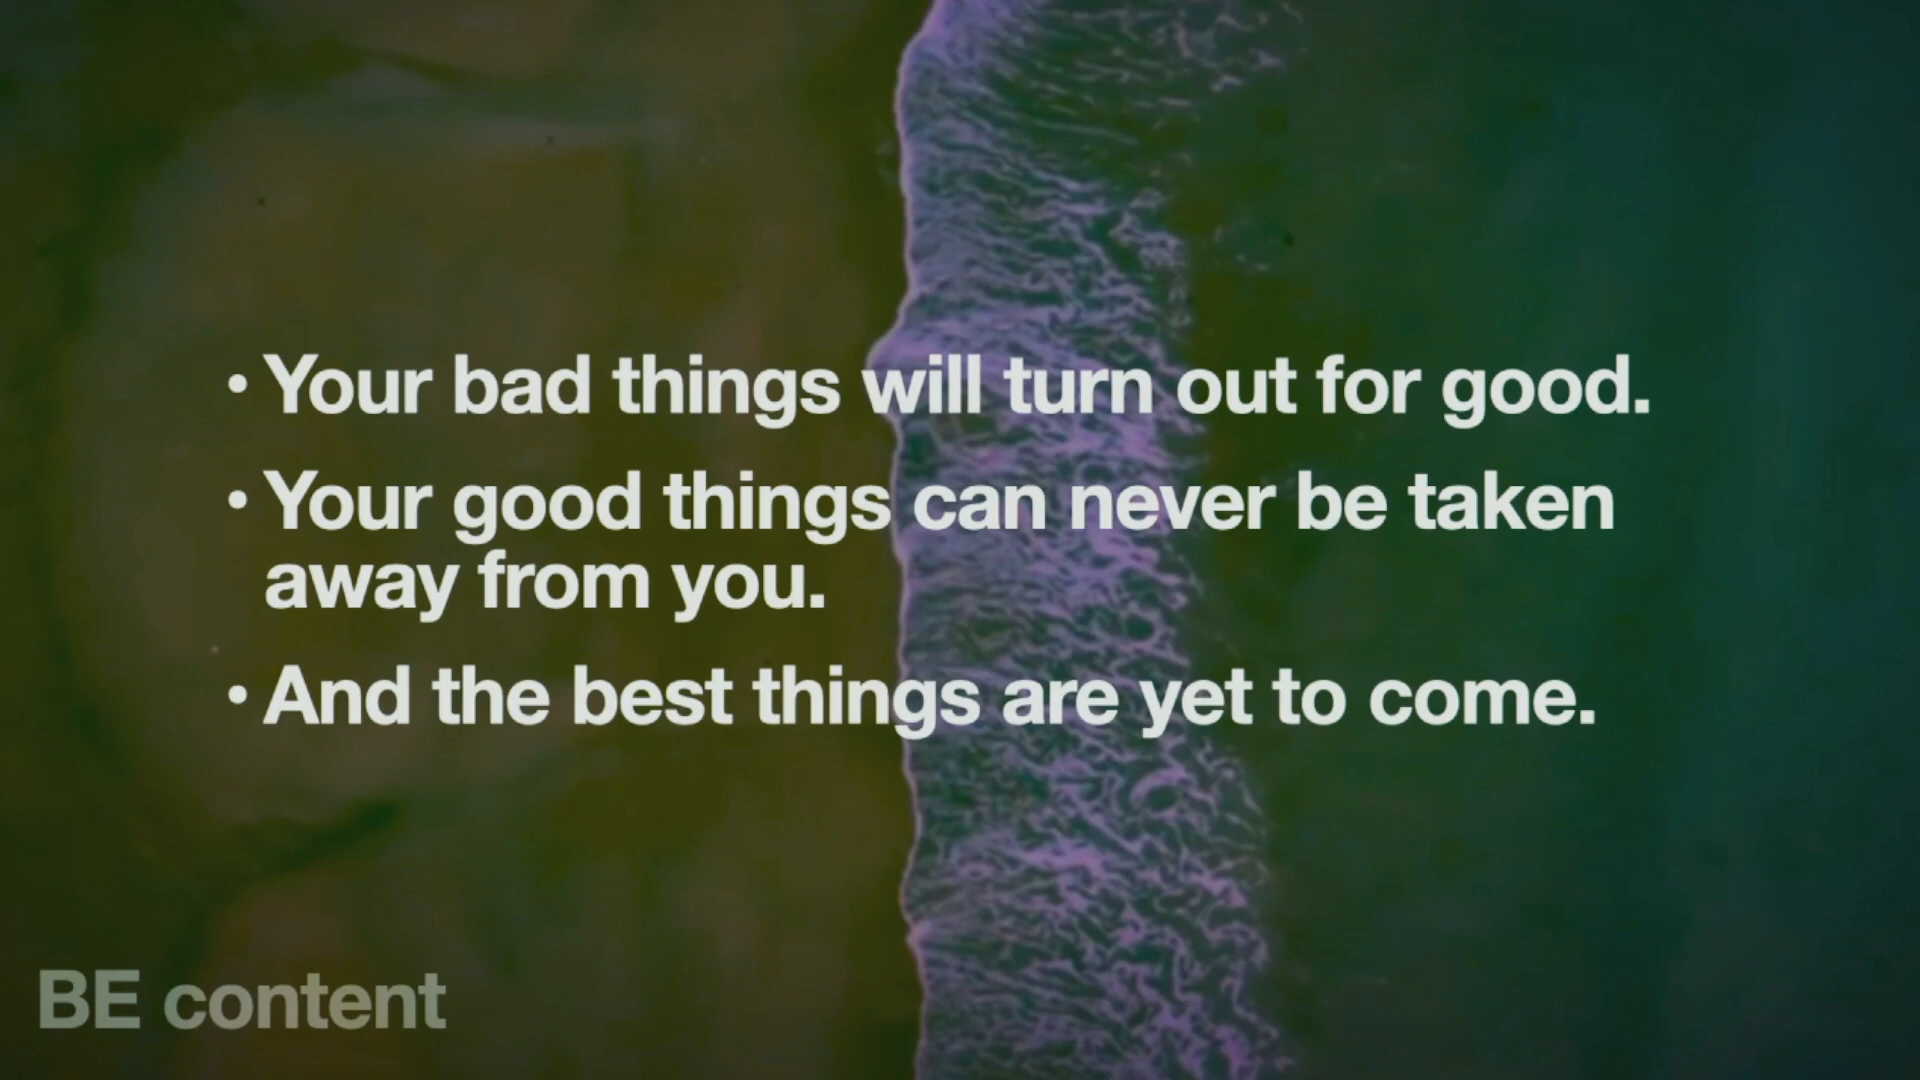 • Your bad things will turn out for good.
• Your good things can never be taken
away from you.
• And the best things are yet to come.
BE content